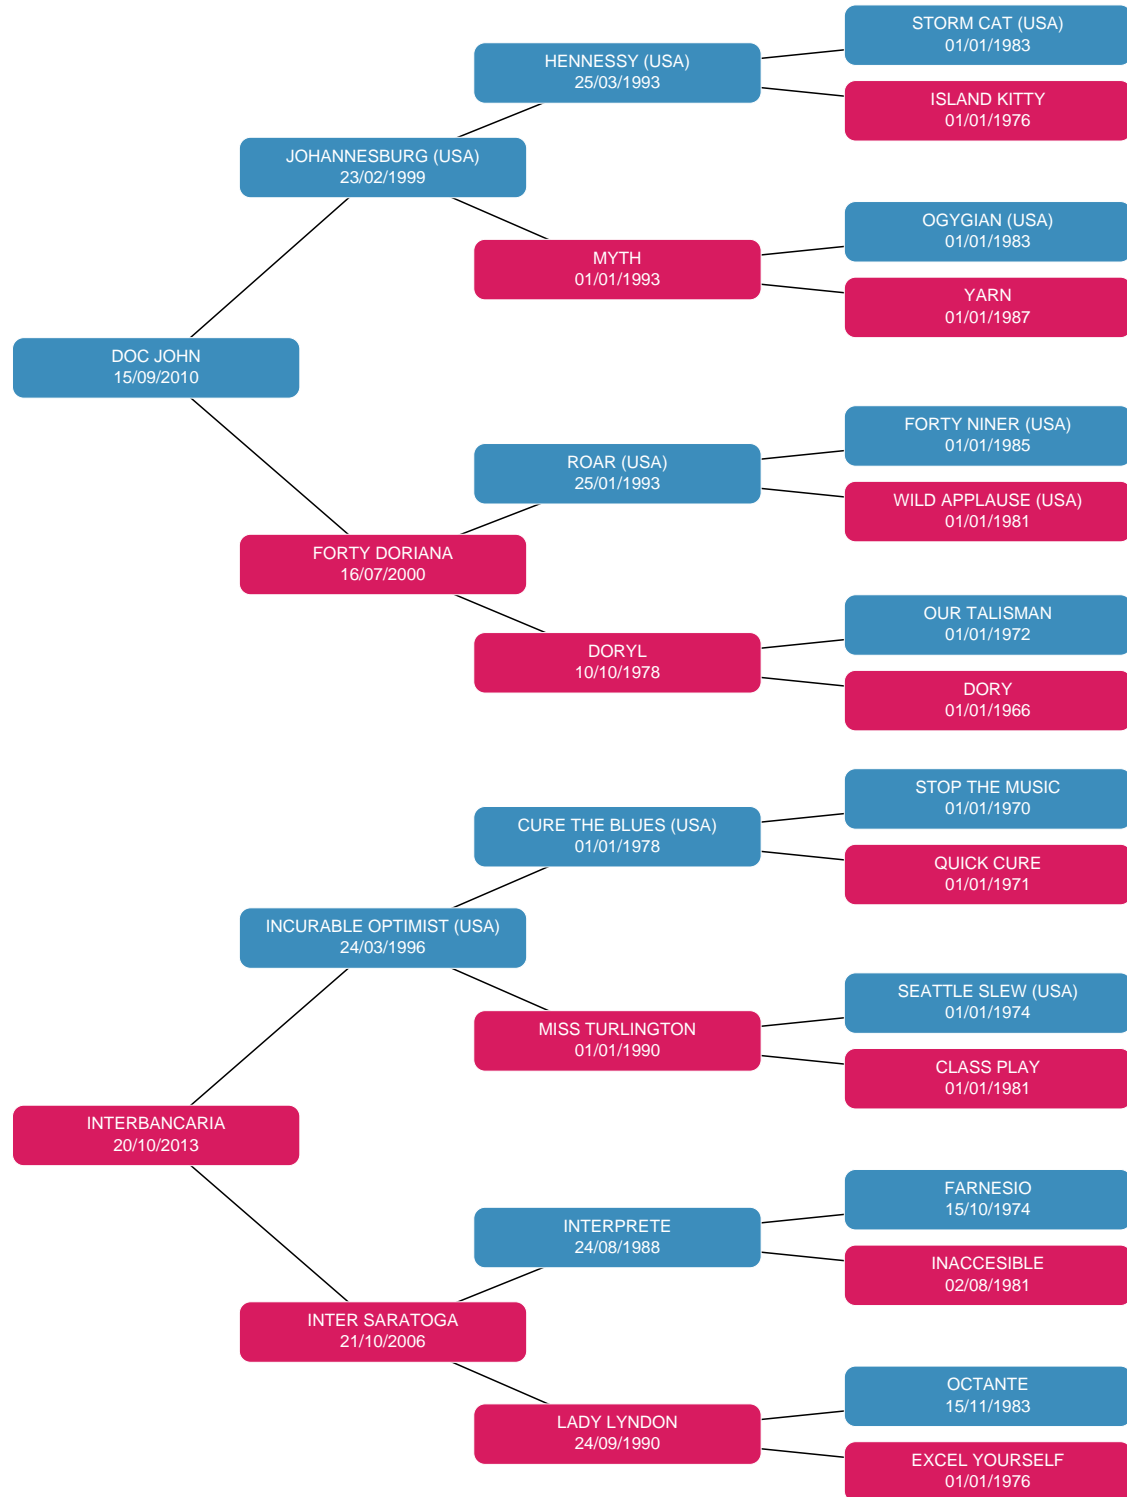 STORM CAT (USA)
01/01/1983
HENNESSY (USA)
25/03/1993
ISLAND KITTY
01/01/1976
JOHANNESBURG (USA)
23/02/1999
OGYGIAN (USA)
01/01/1983
MYTH
01/01/1993
YARN
01/01/1987
DOC JOHN
15/09/2010
FORTY NINER (USA)
01/01/1985
ROAR (USA)
25/01/1993
WILD APPLAUSE (USA)
01/01/1981
FORTY DORIANA
16/07/2000
OUR TALISMAN
01/01/1972
DORYL
10/10/1978
DORY
01/01/1966
STOP THE MUSIC
01/01/1970
CURE THE BLUES (USA)
01/01/1978
QUICK CURE
01/01/1971
INCURABLE OPTIMIST (USA)
24/03/1996
SEATTLE SLEW (USA)
01/01/1974
MISS TURLINGTON
01/01/1990
CLASS PLAY
01/01/1981
INTERBANCARIA
20/10/2013
FARNESIO
15/10/1974
INTERPRETE
24/08/1988
INACCESIBLE
02/08/1981
INTER SARATOGA
21/10/2006
OCTANTE
15/11/1983
LADY LYNDON
24/09/1990
EXCEL YOURSELF
01/01/1976